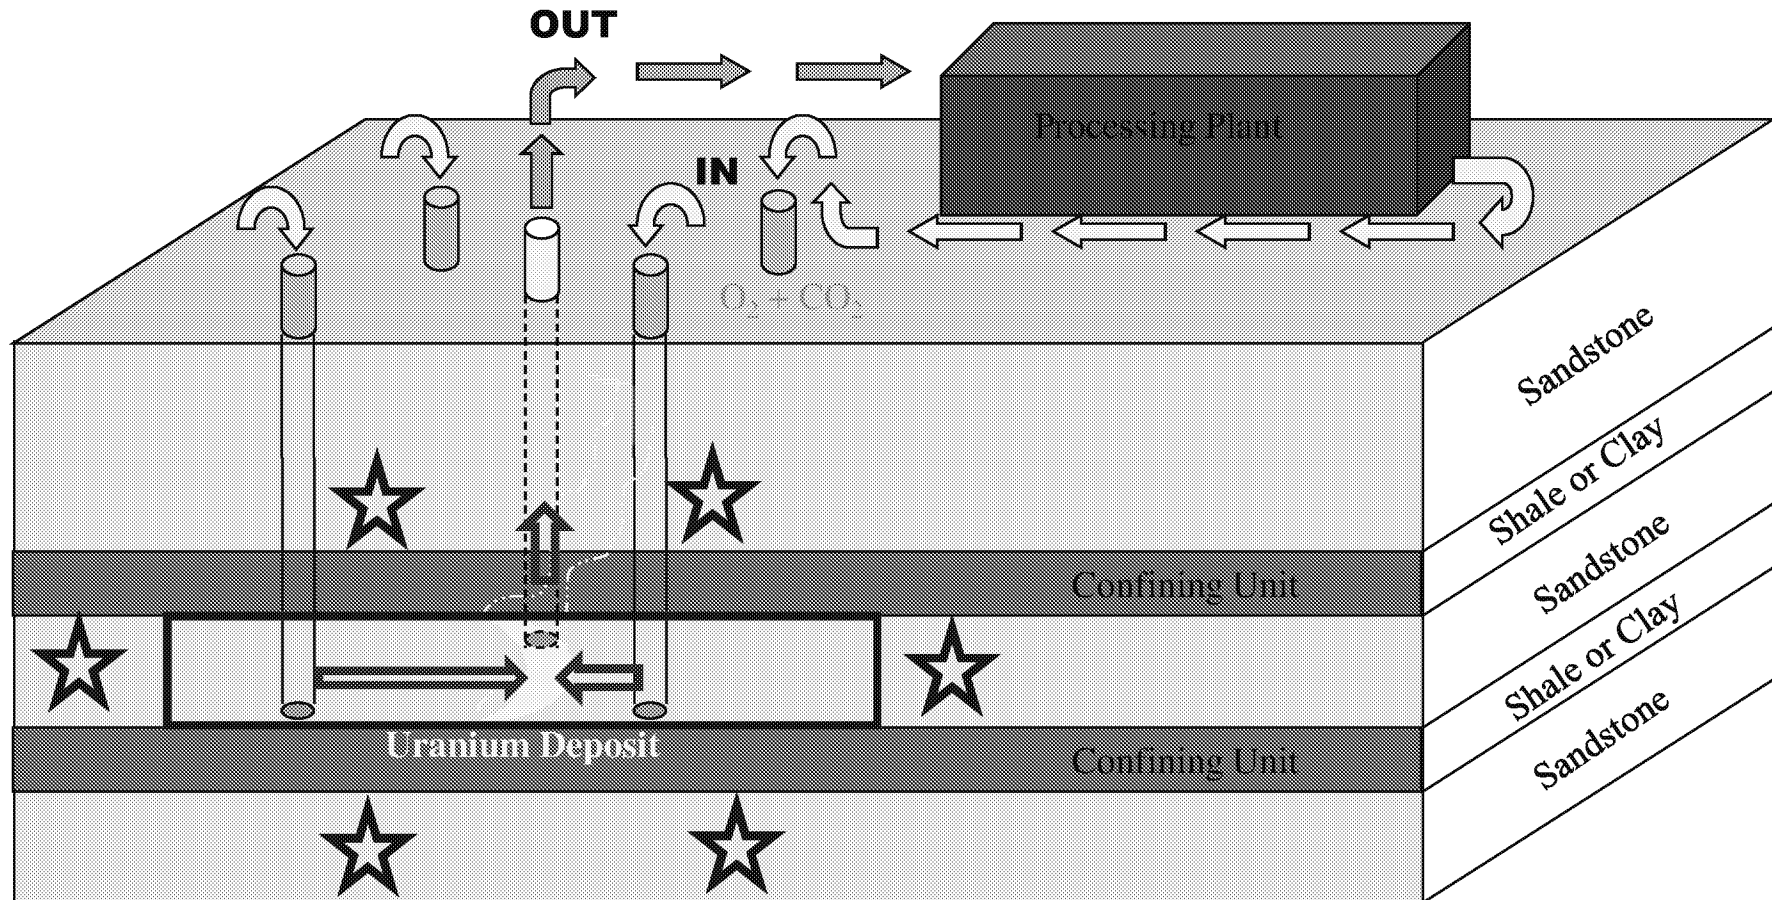 OUT
Processing Plant
IN
O₂ + CO₂
Sandstone
Shale or Clay
Sandstone
Confining Unit
Shale or Clay
Uranium Deposit
Confining Unit
Sandstone